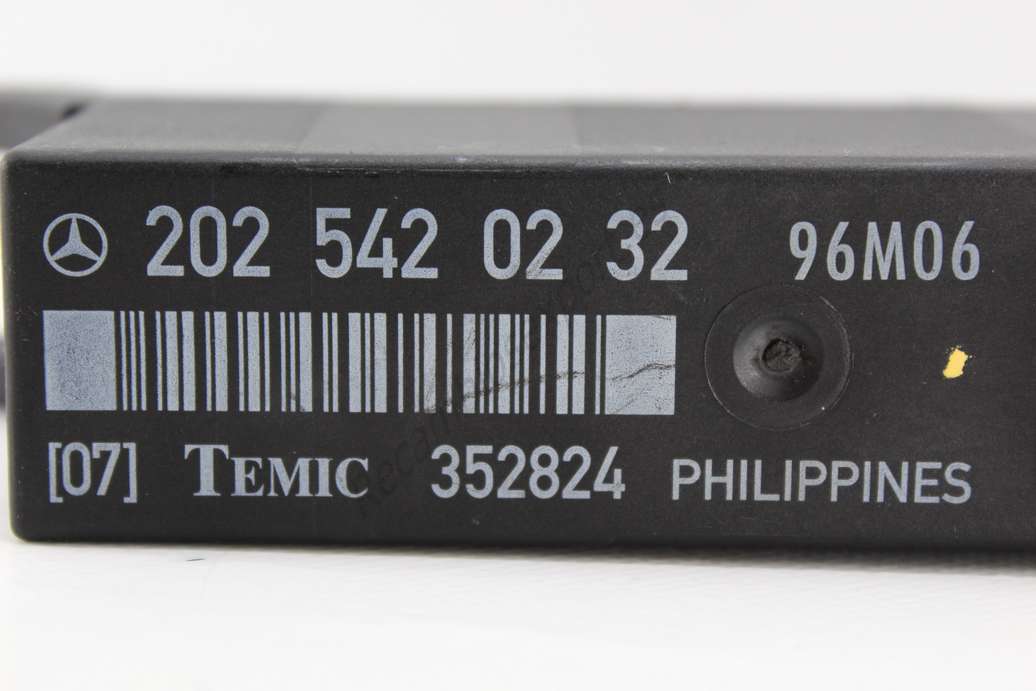 202 542 02 32 96M06
[07] TEMIC 352824 PHILIPPINES